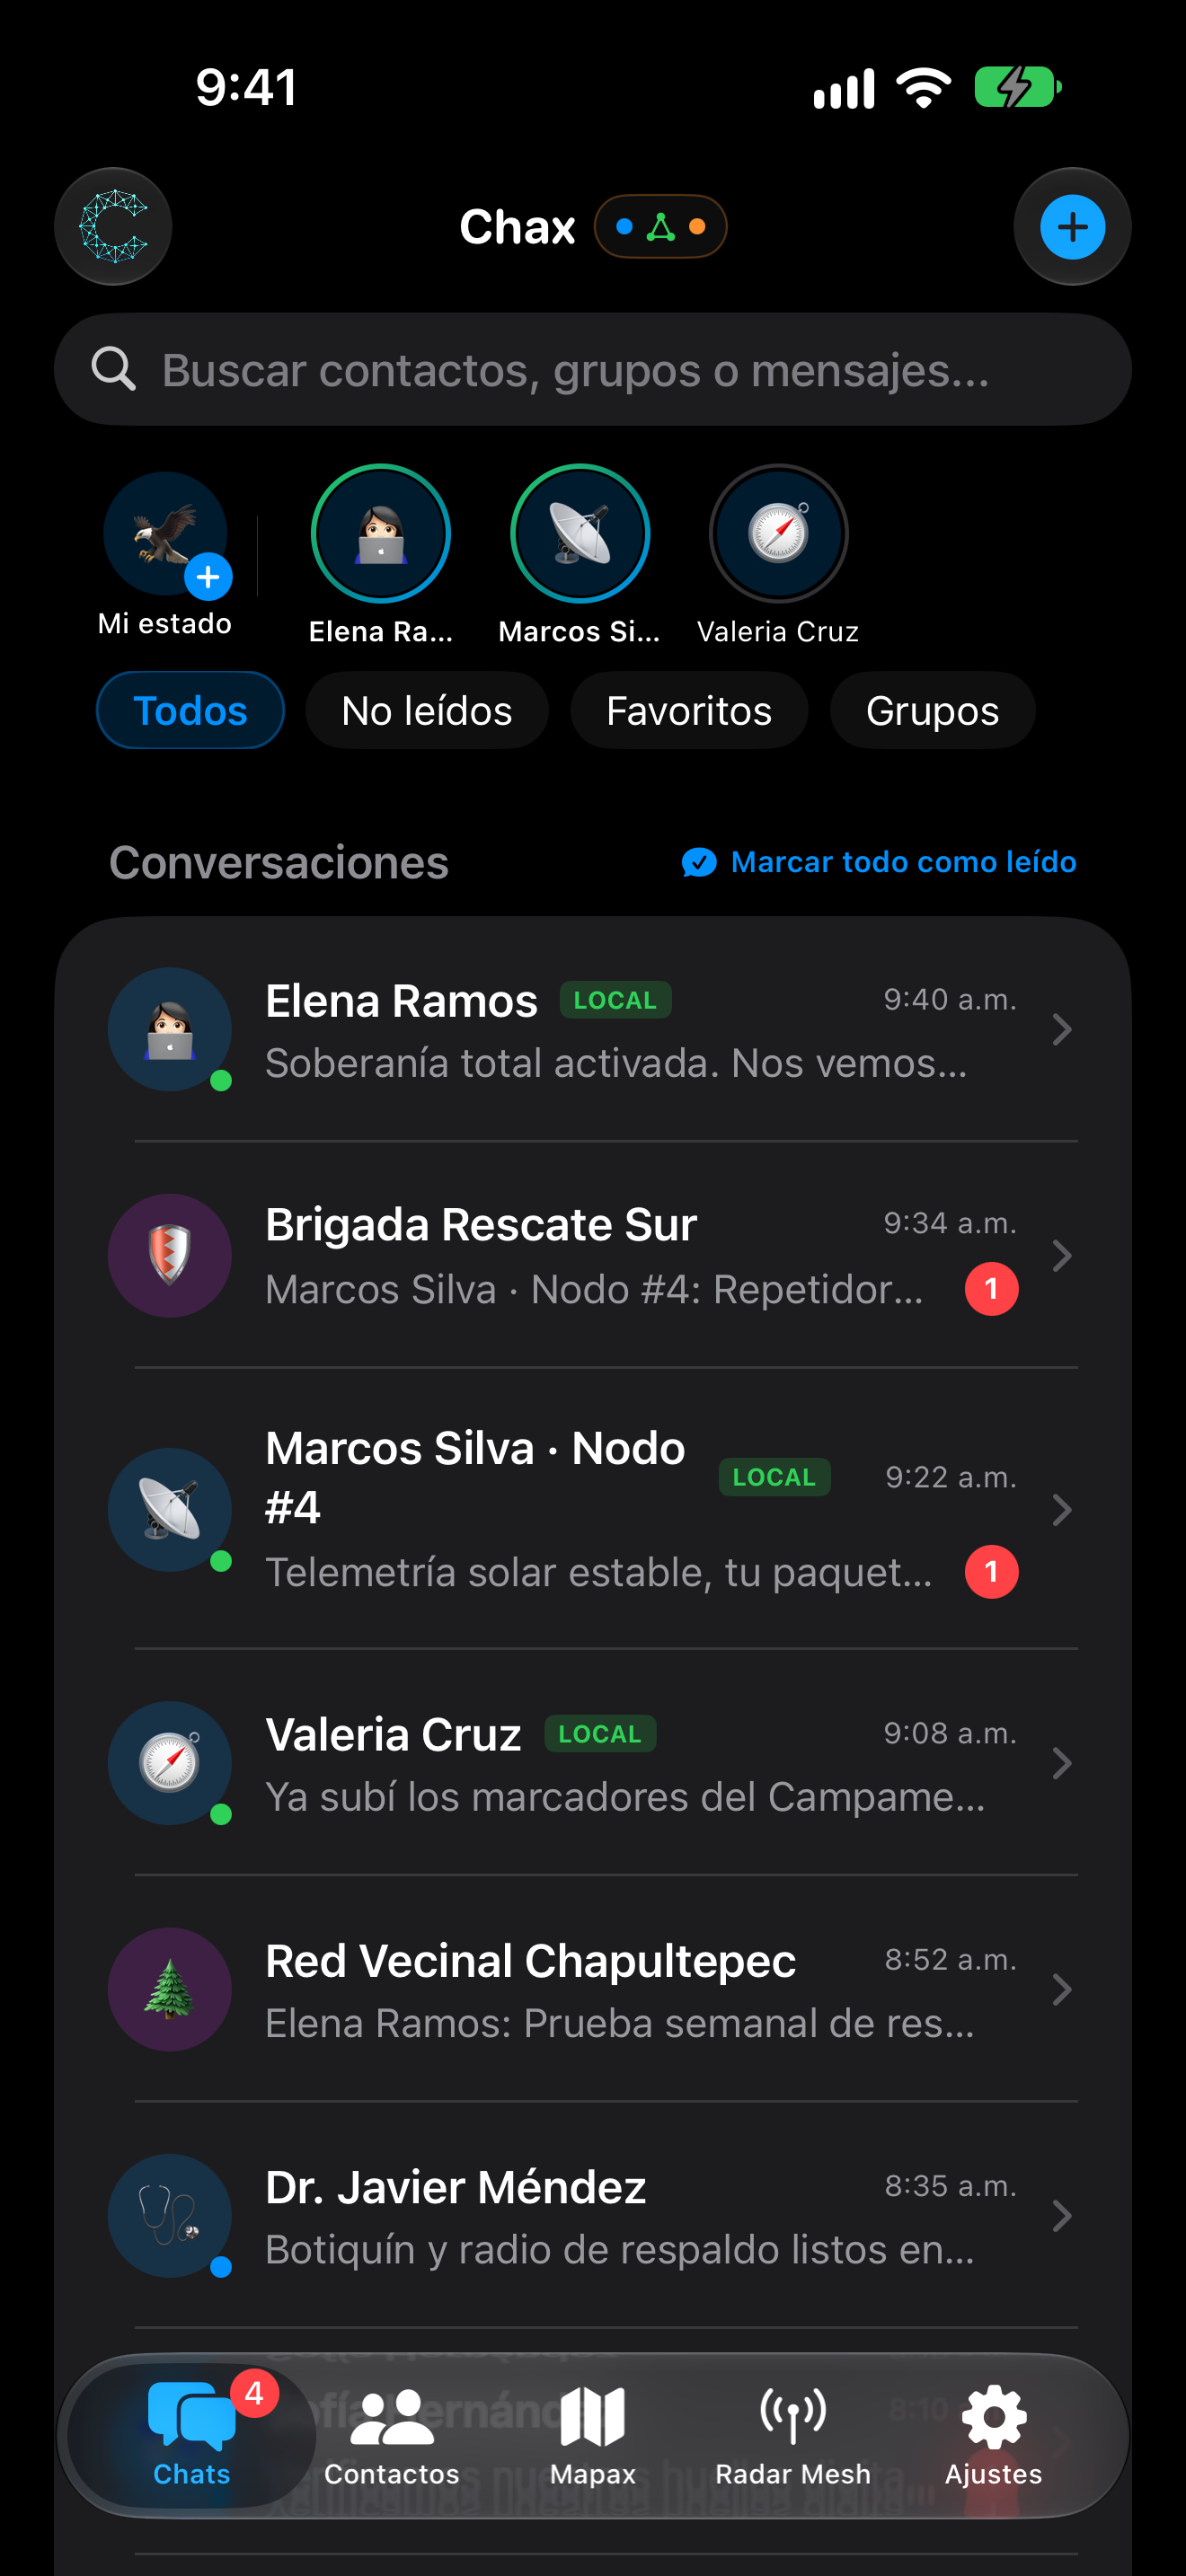 9:41
Chax
Buscar contactos, grupos o mensajes...
Mi estado
Elena Ra...
Marcos Si...
Valeria Cruz
Todos
No leídos
Favoritos
Grupos
Conversaciones
Marcar todo como leído
Elena Ramos LOCAL 9:40 a.m.
Soberanía total activada. Nos vemos...
Brigada Rescate Sur 9:34 a.m.
Marcos Silva · Nodo #4: Repetidor... 1
Marcos Silva · Nodo
#4
LOCAL 9:22 a.m.
Telemetría solar estable, tu paquet... 1
Valeria Cruz LOCAL 9:08 a.m.
Ya subí los marcadores del Campame...
Red Vecinal Chapultepec 8:52 a.m.
Elena Ramos: Prueba semanal de res...
Dr. Javier Méndez 8:35 a.m.
Botiquín y radio de respaldo listos en...
8:10
4
Chats
Contactos
Mapax
Radar Mesh
Ajustes